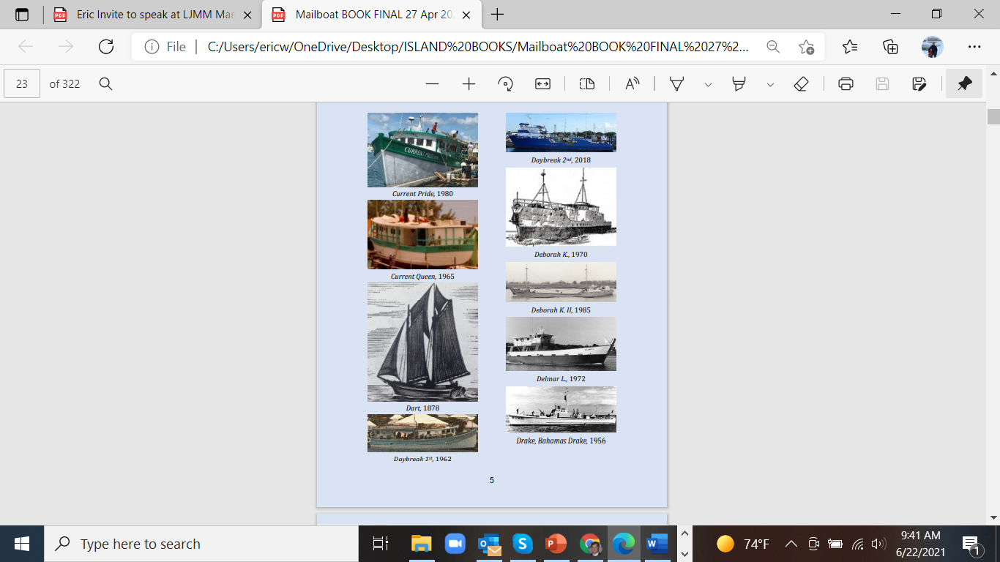 Eric Invite to speak at LJMM Mar
Mailboat BOOK FINAL 27 Apr 20
File
C:/Users/ericw/OneDrive/Desktop/ISLAND%20BOOKS/Mailboat%20BOOK%20FINAL%2027%2...
23 of 322
CURRENT PRIDE
Current Pride, 1980
Current Queen, 1965
Dart, 1878
Daybreak 1st, 1962
Daybreak 2nd, 2018
Deborah K., 1970
Deborah K. II, 1985
Delmar L., 1972
Drake, Bahamas Drake, 1956
5
Type here to search
74°F
9:41 AM
6/22/2021
1